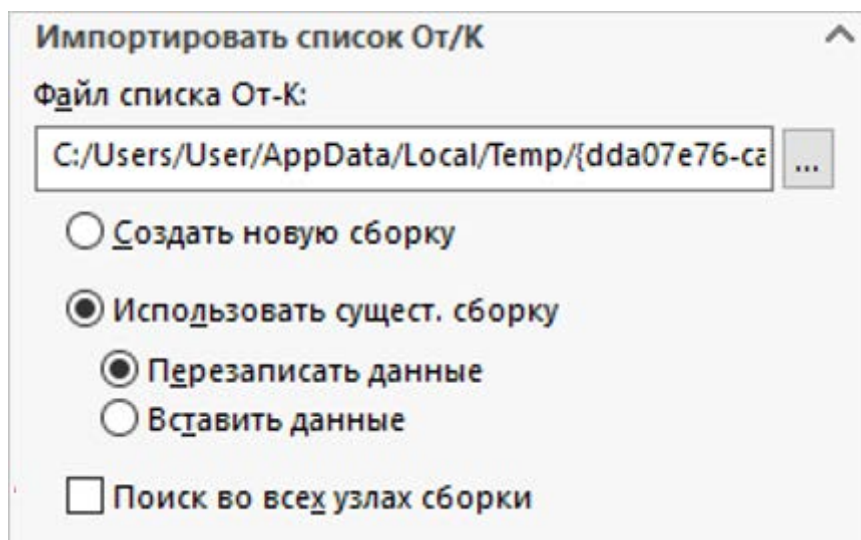 Импортировать список От/К
Файл списка От-К:
C:/Users/User/AppData/Local/Temp/{dda07e76-ca
...
Создать новую сборку
Использовать сущест. сборку
Перезаписать данные
Вставить данные
Поиск во всех узлах сборки